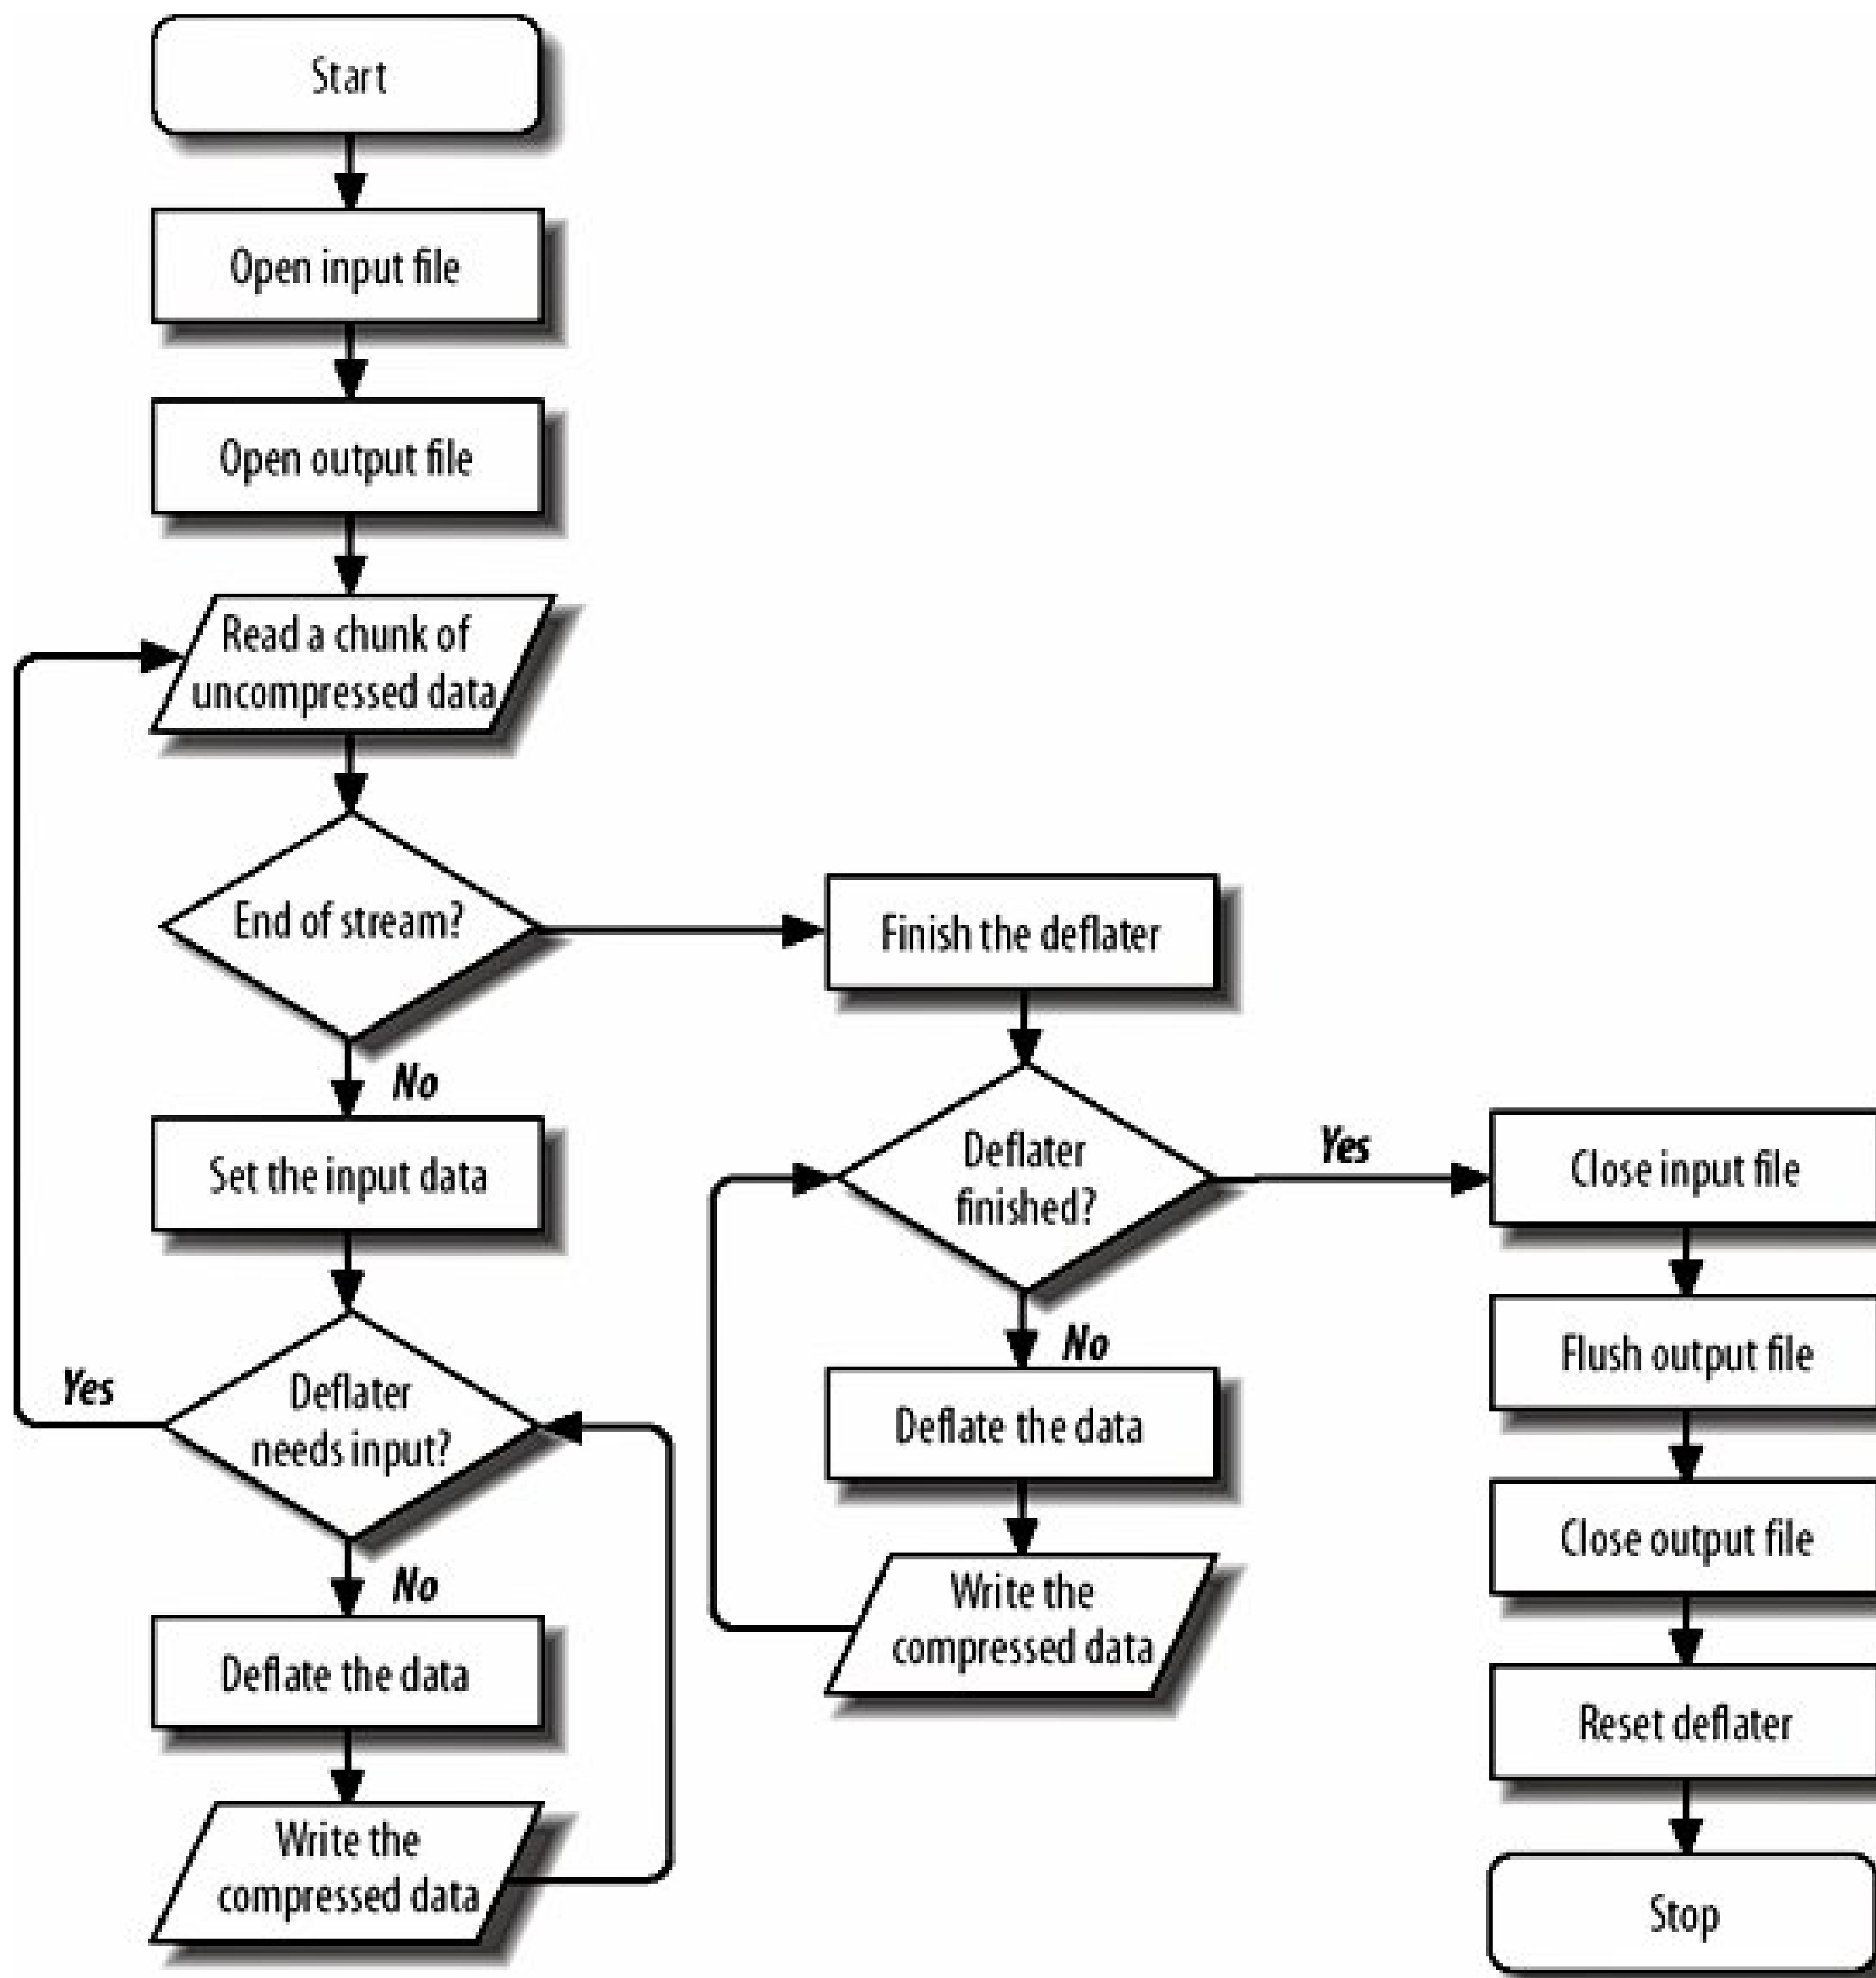 Start
Open input file
Open output file
Read a chunk of
uncompressed data
End of stream?
No
Set the input data
Deflater
needs input?
Yes
No
Deflate the data
Write the
compressed data
Finish the deflater
Deflater
finished?
Yes
No
Deflate the data
Write the
compressed data
Close input file
Flush output file
Close output file
Reset deflater
Stop